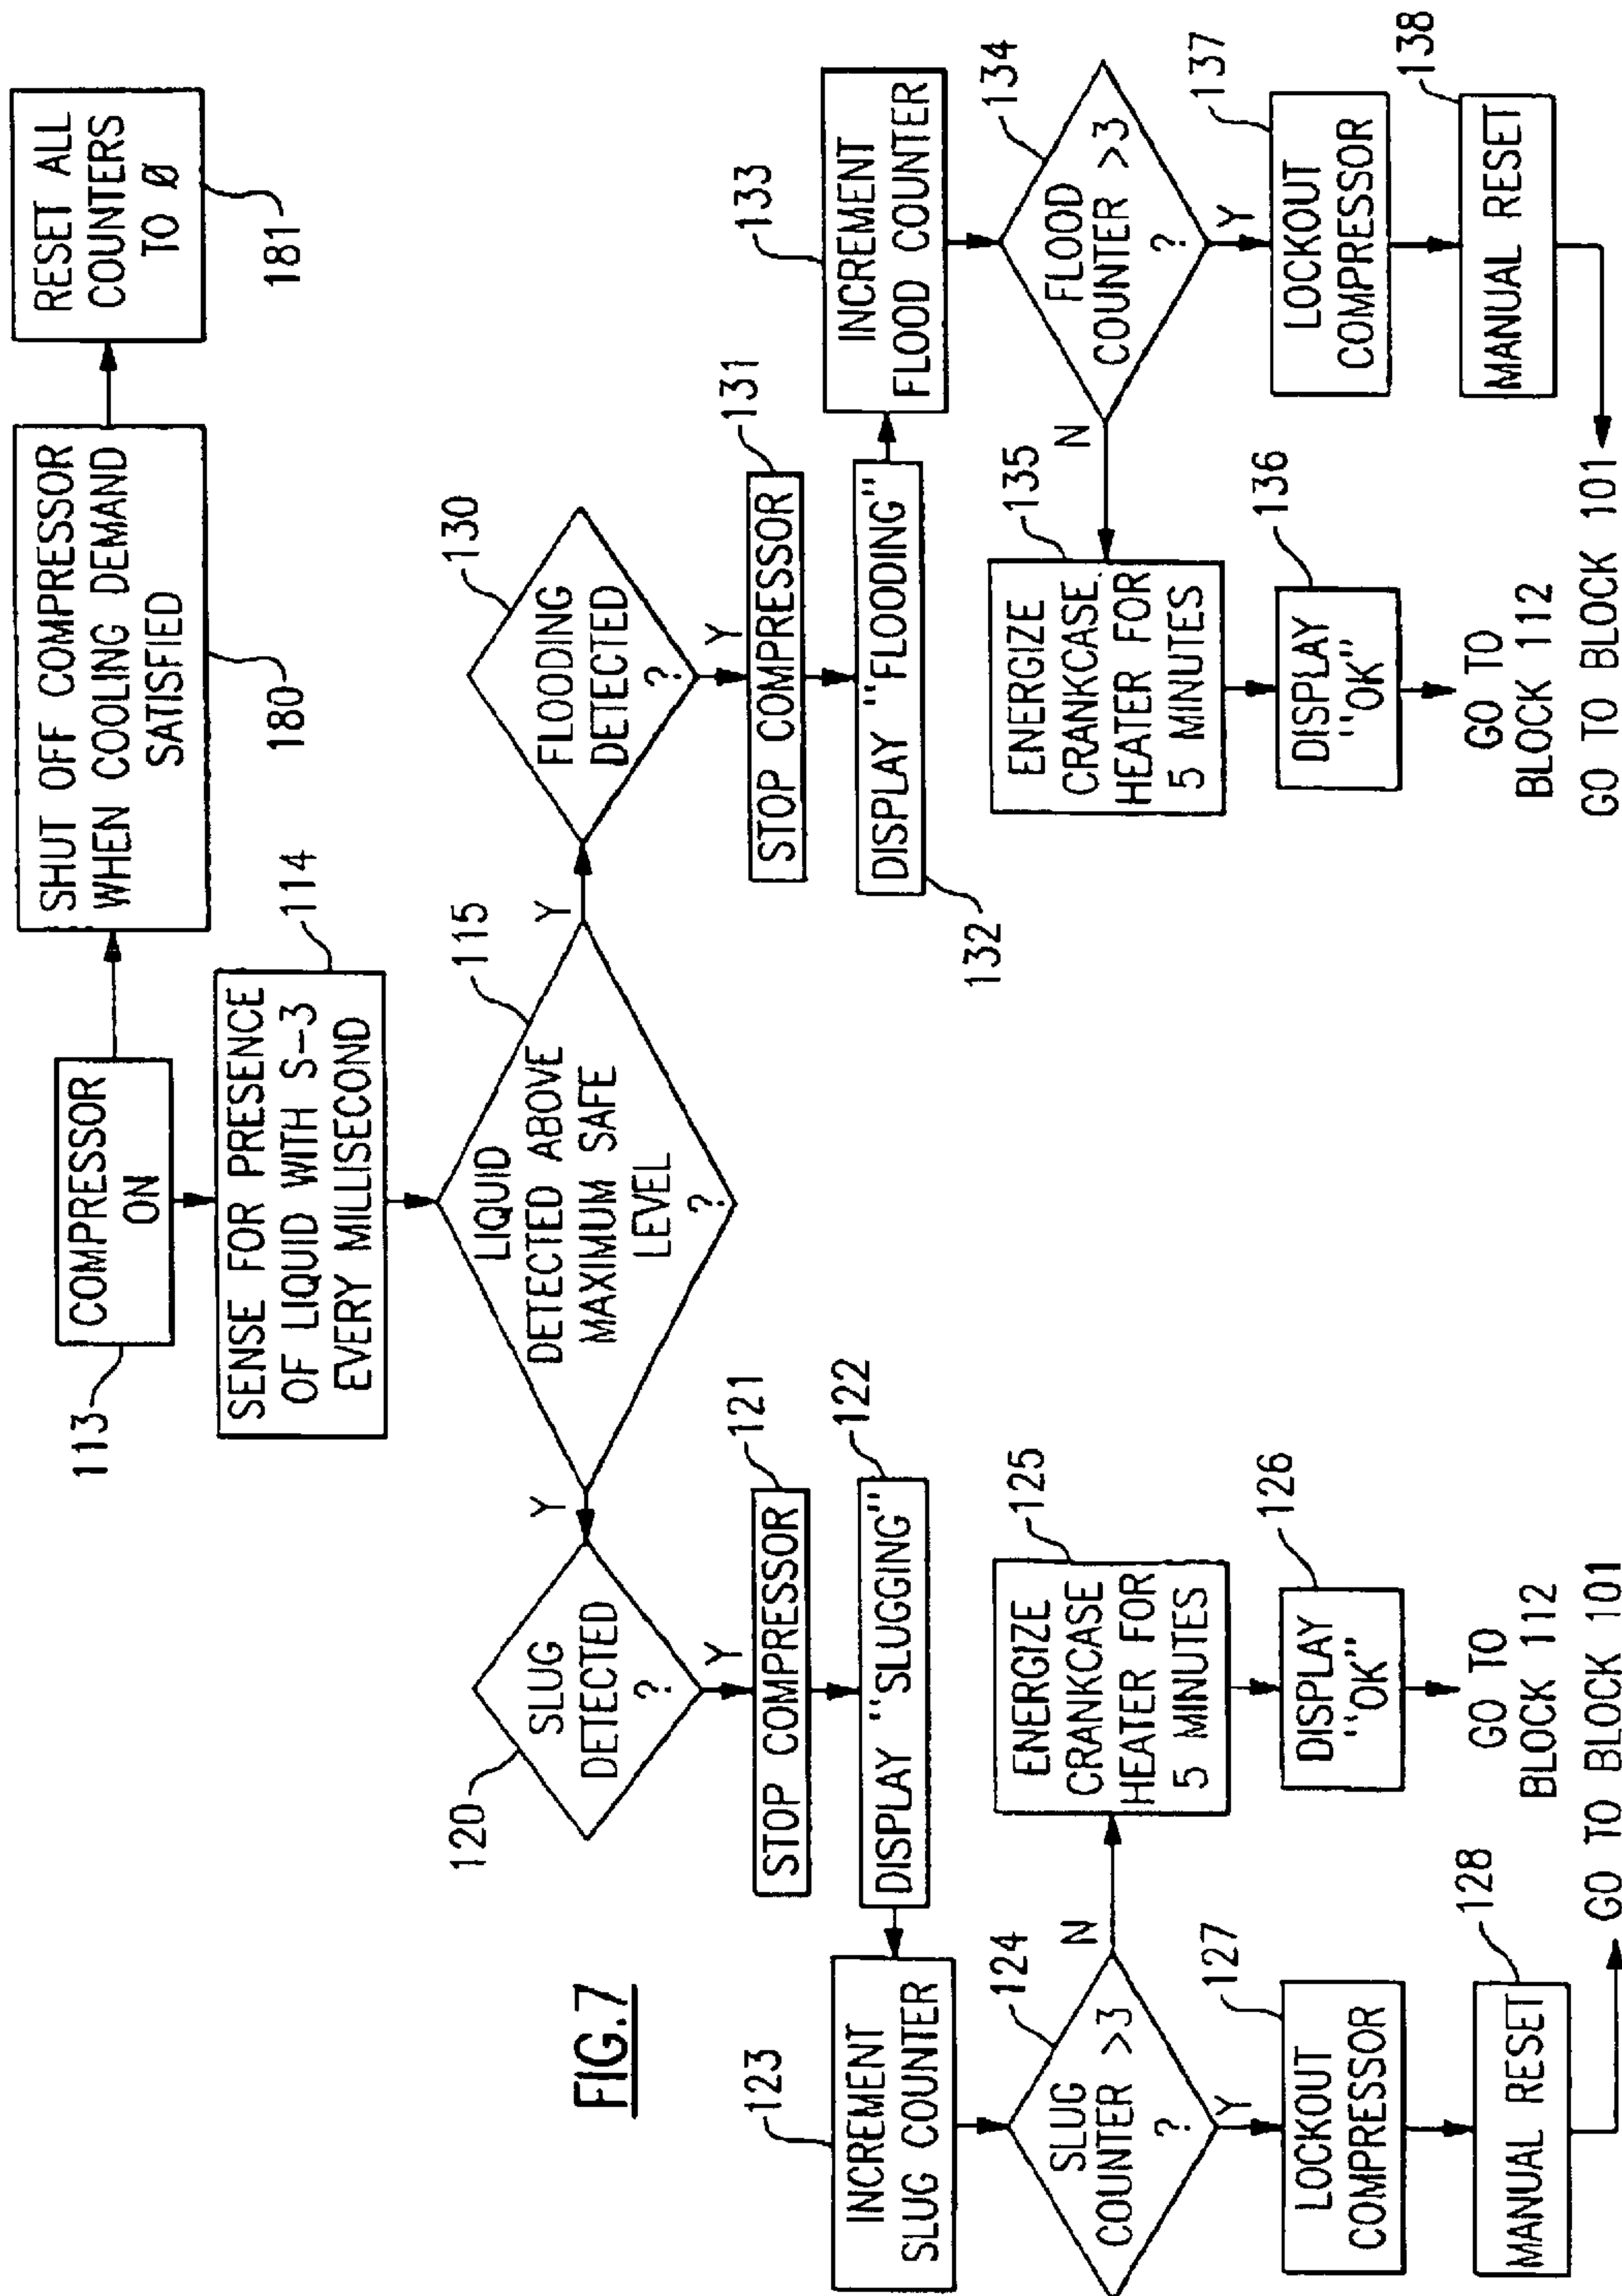 COMPRESSOR
ON
113
SHUT OFF COMPRESSOR
WHEN COOLING DEMAND
SATISFIED
180
RESET ALL
COUNTERS
TO Ø
181
SENSE FOR PRESENCE
OF LIQUID WITH S-3
EVERY MILLISECOND
114
LIQUID
DETECTED ABOVE
MAXIMUM SAFE
LEVEL
?
115
Y
Y
SLUG
DETECTED
?
120
Y
STOP COMPRESSOR
121
DISPLAY "SLUGGING"
122
INCREMENT
SLUG COUNTER
123
SLUG
COUNTER >3
?
124
N
Y
ENERGIZE
CRANKCASE
HEATER FOR
5 MINUTES
125
DISPLAY
"OK"
126
GO TO
BLOCK 112
LOCKOUT
COMPRESSOR
127
MANUAL RESET
128
GO TO BLOCK 101
FLOODING
DETECTED
?
130
Y
STOP COMPRESSOR
131
DISPLAY "FLOODING"
132
INCREMENT
FLOOD COUNTER
133
FLOOD
COUNTER >3
?
134
N
Y
ENERGIZE
CRANKCASE
HEATER FOR
5 MINUTES
135
DISPLAY
"OK"
136
GO TO
BLOCK 112
LOCKOUT
COMPRESSOR
137
MANUAL RESET
138
GO TO BLOCK 101
FIG.7